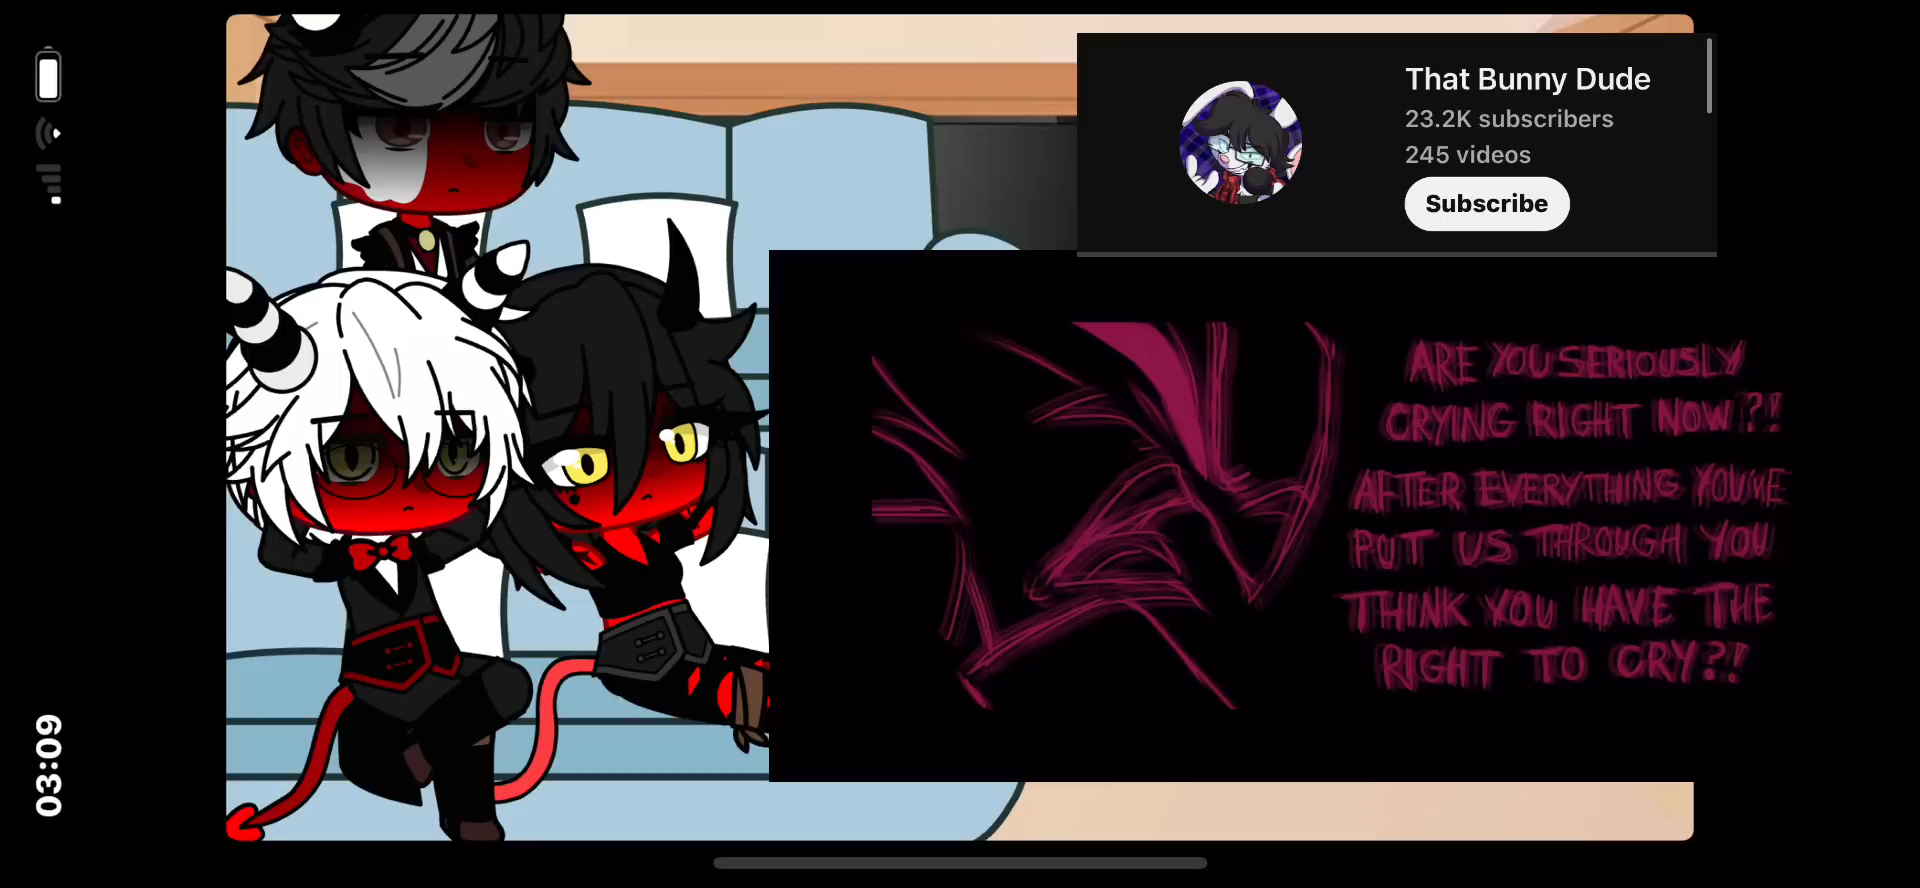 03:09
That Bunny Dude
23.2K subscribers
245 videos
Subscribe
ARE YOU SERIOUSLY
CRYING RIGHT NOW?!
AFTER EVERYTHING YOU'VE
PUT US THROUGH YOU
THINK YOU HAVE THE
RIGHT TO CRY?!